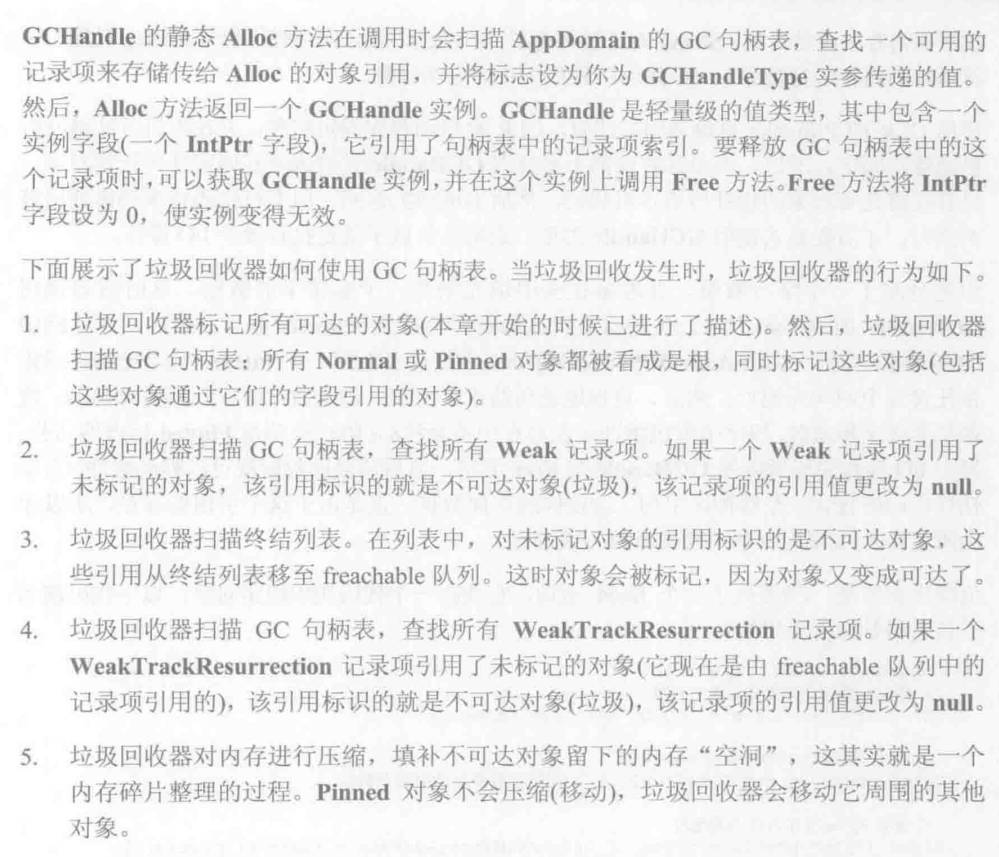 GCHandle 的静态 Alloc 方法在调用时会扫描 AppDomain 的 GC 句柄表，查找一个可用的
记录项来存储传给 Alloc 的对象引用，并将标志设为你为 GCHandleType 实参传递的值。
然后，Alloc 方法返回一个 GCHandle 实例。GCHandle 是轻量级的值类型，其中包含一个
实例字段(一个 IntPtr 字段)，它引用了句柄表中的记录项索引。要释放 GC 句柄表中的这
个记录项时，可以获取 GCHandle 实例，并在这个实例上调用 Free 方法。Free 方法将 IntPtr
字段设为 0，使实例变得无效。
下面展示了垃圾回收器如何使用 GC 句柄表。当垃圾回收发生时，垃圾回收器的行为如下。
1. 垃圾回收器标记所有可达的对象(本章开始的时候已进行了描述)。然后，垃圾回收器
扫描 GC 句柄表；所有 Normal 或 Pinned 对象都被看成是根，同时标记这些对象(包括
这些对象通过它们的字段引用的对象)。
2. 垃圾回收器扫描 GC 句柄表，查找所有 Weak 记录项。如果一个 Weak 记录项引用了
未标记的对象，该引用标识的就是不可达对象(垃圾)，该记录项的引用值更改为 null。
3. 垃圾回收器扫描终结列表。在列表中，对未标记对象的引用标识的是不可达对象，这
些引用从终结列表移至 freachable 队列。这时对象会被标记，因为对象又变成可达了。
4. 垃圾回收器扫描 GC 句柄表，查找所有 WeakTrackResurrection 记录项。如果一个
WeakTrackResurrection 记录项引用了未标记的对象(它现在是由 freachable 队列中的
记录项引用的)，该引用标识的就是不可达对象(垃圾)，该记录项的引用值更改为 null。
5. 垃圾回收器对内存进行压缩，填补不可达对象留下的内存“空洞”，这其实就是一个
内存碎片整理的过程。Pinned 对象不会压缩(移动)，垃圾回收器会移动它周围的其他
对象。